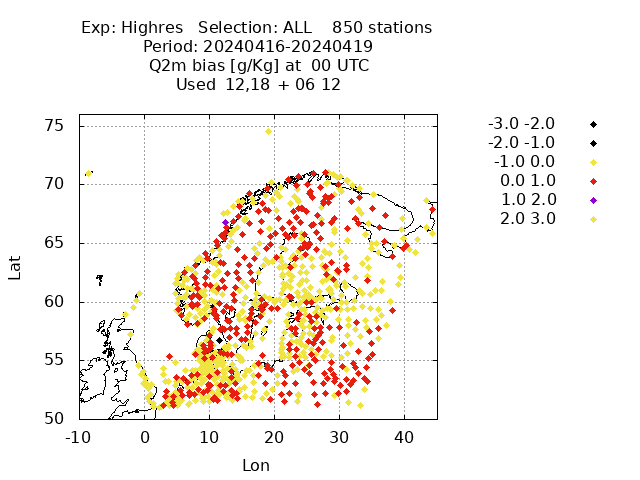 Exp: Highres   Selection: ALL    850 stations
Period: 20240416-20240419
Q2m bias [g/Kg] at  00 UTC
Used  12,18 + 06 12
-3.0 -2.0
-2.0 -1.0
-1.0 0.0
0.0 1.0
1.0 2.0
2.0 3.0
75
70
65
60
55
50
Lat
-10 0 10 20 30 40
Lon